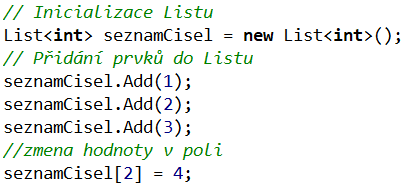 // Inicializace Listu
List<int> seznamCisel = new List<int>();
// Přidání prvků do Listu
seznamCisel.Add(1);
seznamCisel.Add(2);
seznamCisel.Add(3);
//zmena hodnoty v poli
seznamCisel[2] = 4;